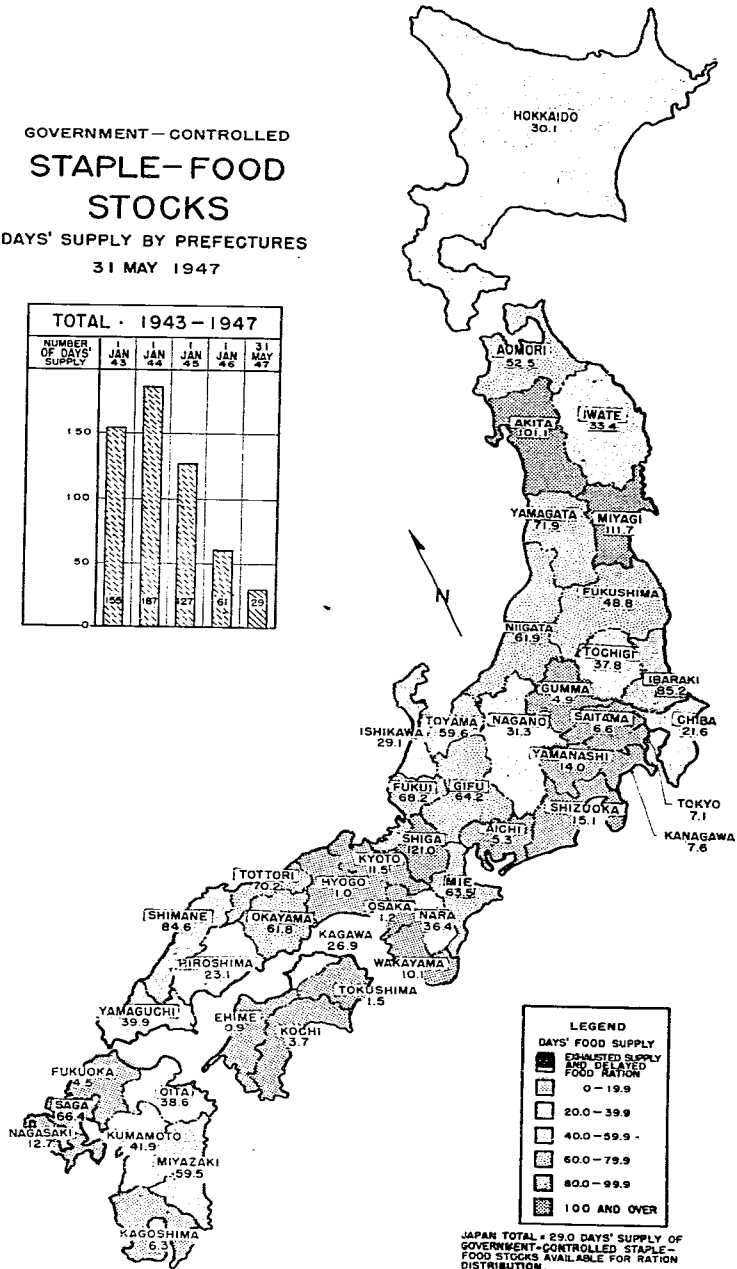 GOVERNMENT—CONTROLLED
STAPLE—FOOD
STOCKS
DAYS' SUPPLY BY PREFECTURES
31 MAY 1947
TOTAL · 1943—1947
NUMBER OF DAYS' SUPPLY
1 JAN 43
1 JAN 44
1 JAN 45
1 JAN 46
31 MAY 47
150
100
50
0
155
187
127
61
29
HOKKAIDO
30.1
AOMORI
52.5
IWATE
33.4
AKITA
101.1
YAMAGATA
71.9
MIYAGI
111.7
N
FUKUSHIMA
48.8
NIIGATA
61.9
TOCHIGI
37.8
IBARAKI
85.2
GUMMA
4.9
SAITAMA
6.6
CHIBA
21.6
ISHIKAWA
29.1
TOYAMA
59.6
NAGANO
31.3
YAMANASHI
14.0
FUKUI
68.2
GIFU
64.2
SHIZUOKA
15.1
TOKYO
7.1
KANAGAWA
7.6
AICHI
5.3
SHIGA
121.0
KYOTO
11.5
TOTTORI
70.2
HYOGO
1.0
MIE
63.5
OSAKA
1.2
NARA
36.4
SHIMANE
84.6
OKAYAMA
61.8
KAGAWA
26.9
HIROSHIMA
23.1
WAKAYAMA
10.1
TOKUSHIMA
1.5
YAMAGUCHI
39.9
EHIME
0.9
KOCHI
3.7
FUKUOKA
4.5
OITA
38.6
SAGA
66.4
NAGASAKI
12.7
KUMAMOTO
41.9
MIYAZAKI
59.5
KAGOSHIMA
6.3
LEGEND
DAYS' FOOD SUPPLY
EXHAUSTED SUPPLY
AND DELAYED
FOOD RATION
0—19.9
20.0—39.9
40.0—59.9
60.0—79.9
80.0—99.9
100 AND OVER
JAPAN TOTAL = 29.0 DAYS' SUPPLY OF
GOVERNMENT-CONTROLLED STAPLE-
FOOD STOCKS AVAILABLE FOR RATION
DISTRIBUTION.